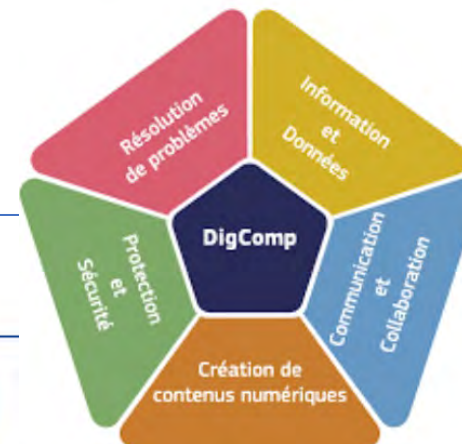 Résolution
de problèmes
Information
et
Données
DigComp
Protection
et
Sécurité
Communication
et
Collaboration
Création de
contenus numériques